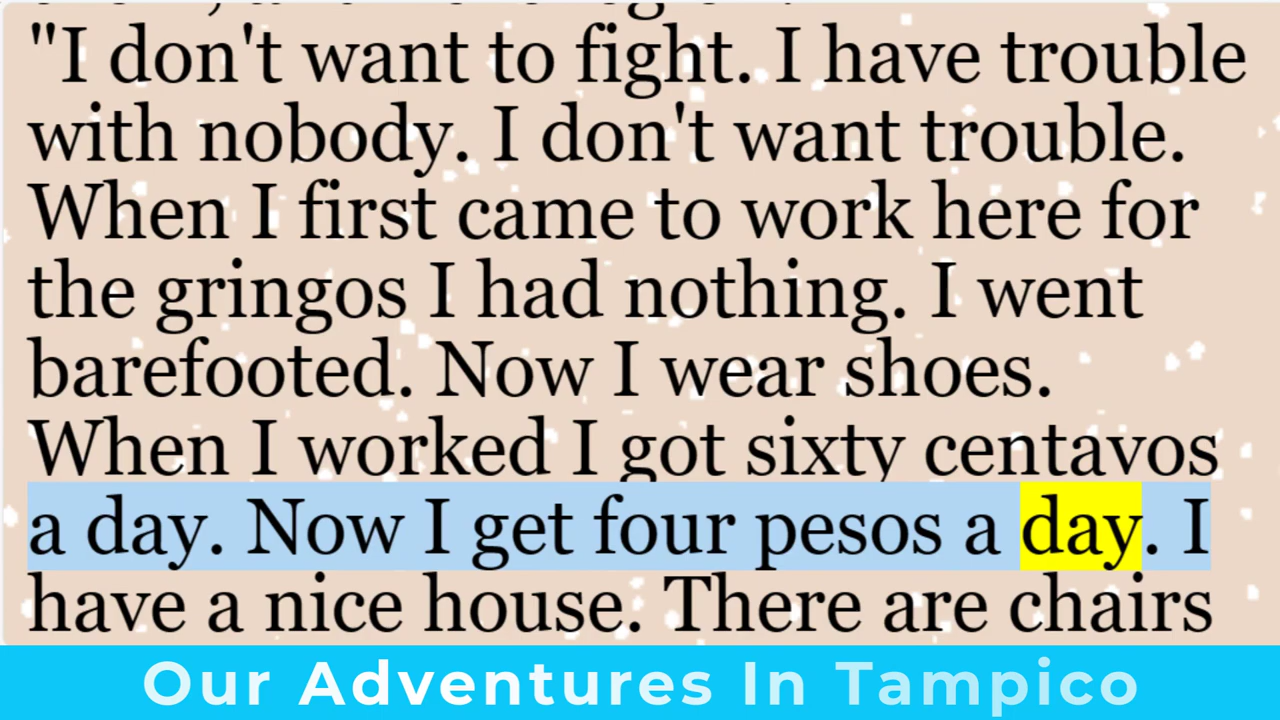 "I don't want to fight. I have trouble
with nobody. I don't want trouble.
When I first came to work here for
the gringos I had nothing. I went
barefooted. Now I wear shoes.
When I worked I got sixty centavos
a day. Now I get four pesos a day. I
have a nice house. There are chairs
Our Adventures In Tampico